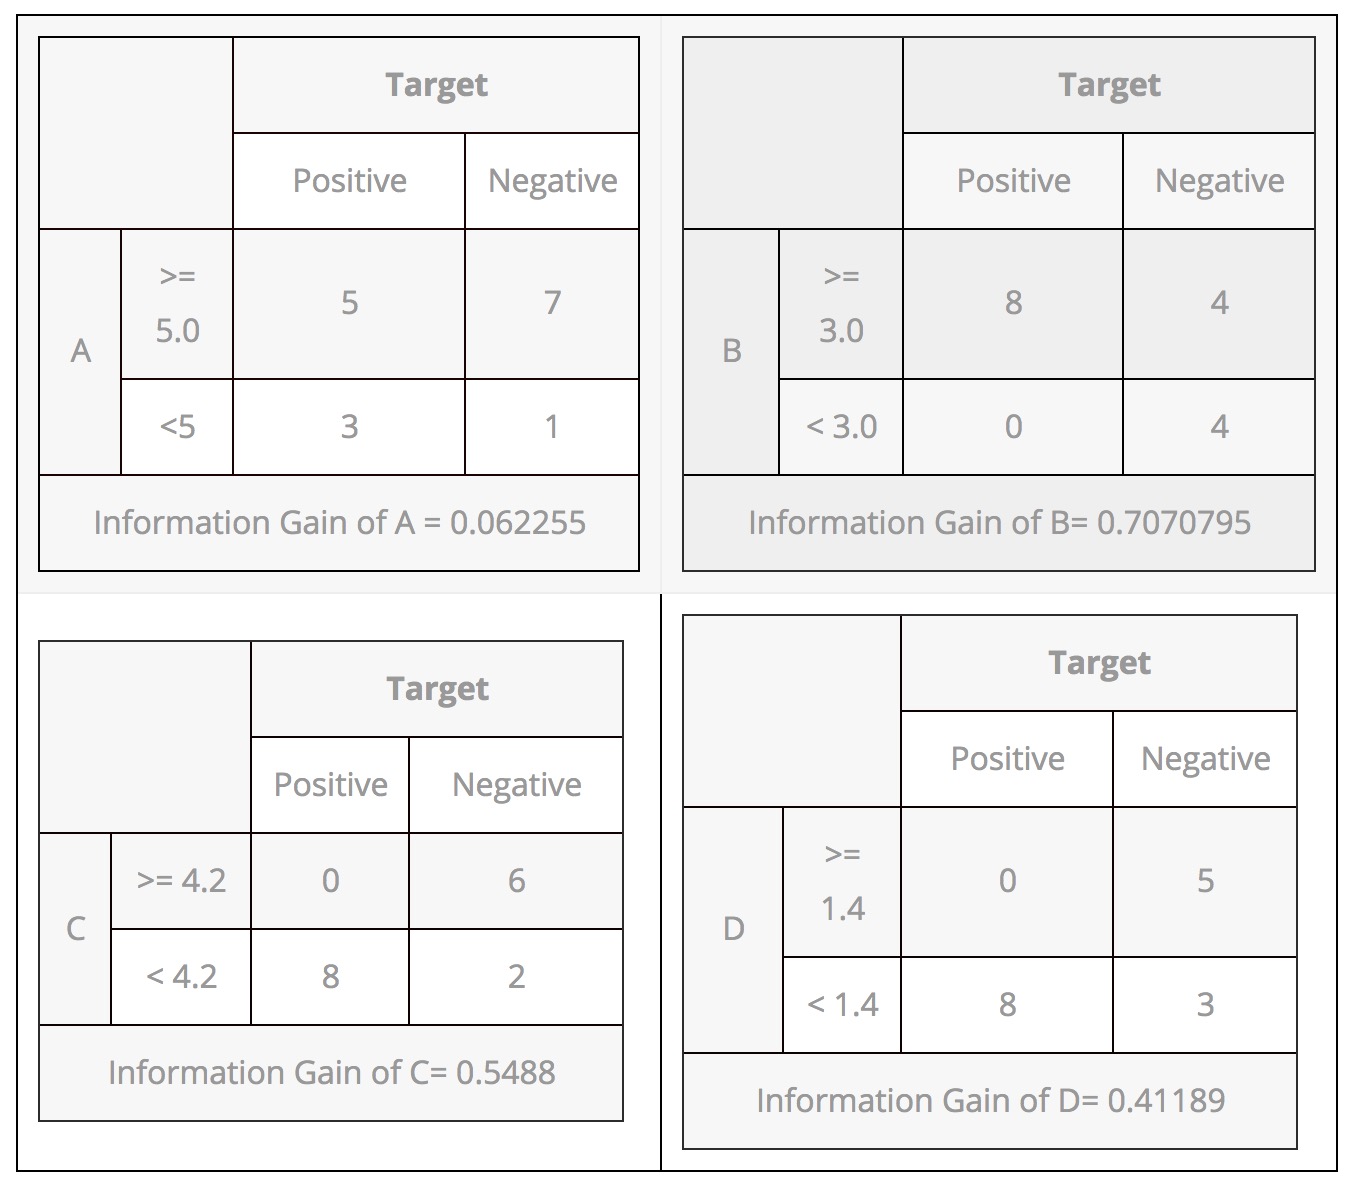 Target
Positive Negative
A >= 5.0 5 7
<5 3 1
Information Gain of A = 0.062255
Target
Positive Negative
B >= 3.0 8 4
< 3.0 0 4
Information Gain of B= 0.7070795
Target
Positive Negative
C >= 4.2 0 6
< 4.2 8 2
Information Gain of C= 0.5488
Target
Positive Negative
D >= 1.4 0 5
< 1.4 8 3
Information Gain of D= 0.41189